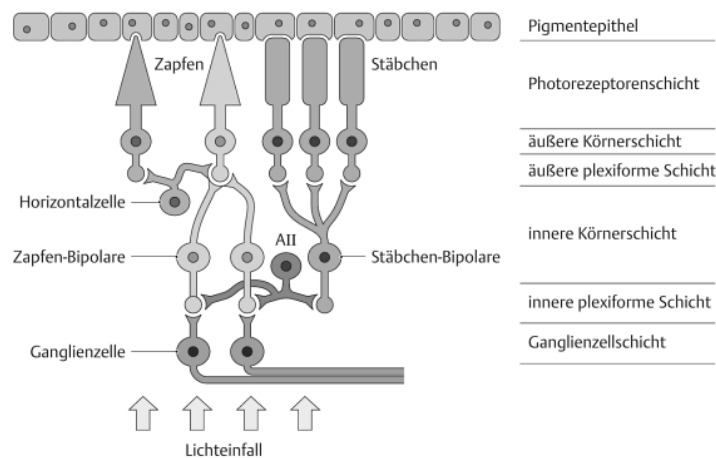 Pigmentepithel
Zapfen
Stäbchen
Photorezeptorenschicht
äußere Körnerschicht
äußere plexiforme Schicht
Horizontalzelle
innere Körnerschicht
AII
Zapfen-Bipolare
Stäbchen-Bipolare
innere plexiforme Schicht
Ganglienzelle
Ganglienzellschicht
Lichteinfall